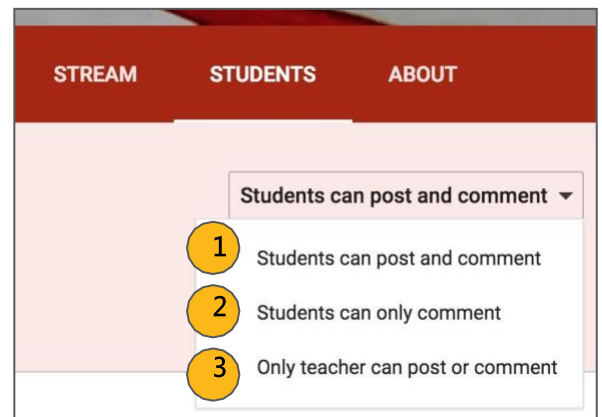 STREAM STUDENTS ABOUT
Students can post and comment
1 Students can post and comment
2 Students can only comment
3 Only teacher can post or comment